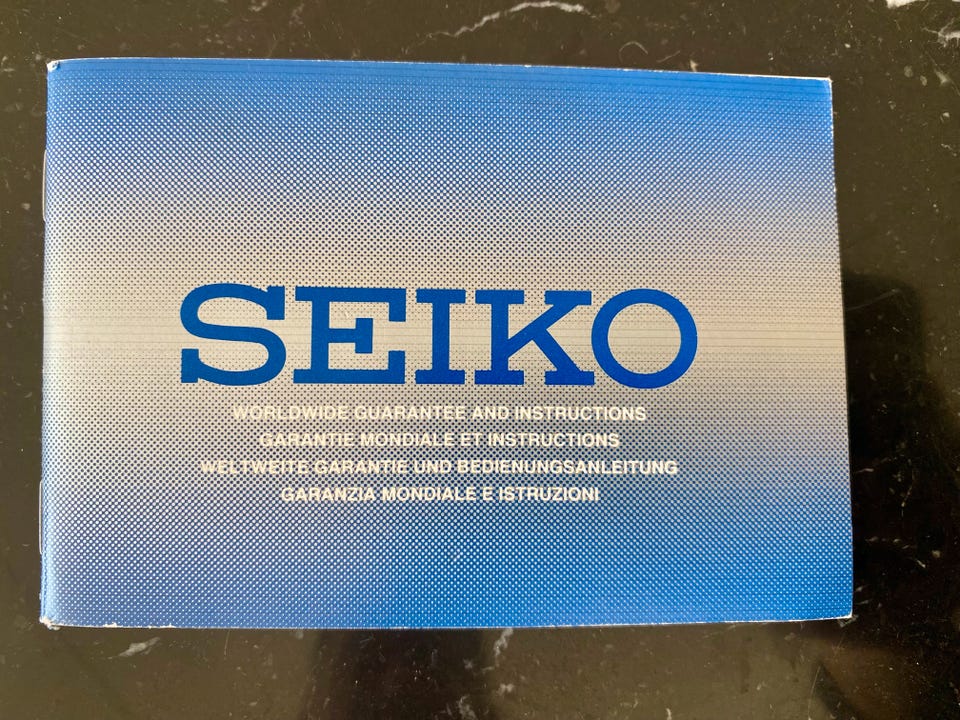 SEIKO
WORLDWIDE GUARANTEE AND INSTRUCTIONS
GARANTIE MONDIALE ET INSTRUCTIONS
WELTWEITE GARANTIE UND BEDIENUNGSANLEITUNG
GARANZIA MONDIALE E ISTRUZIONI